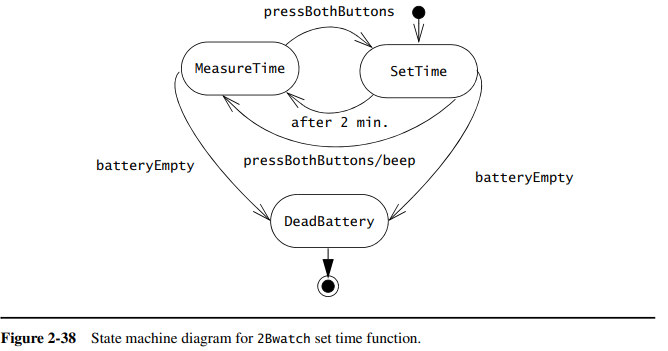 pressBothButtons
MeasureTime
SetTime
after 2 min.
pressBothButtons/beep
batteryEmpty
batteryEmpty
DeadBattery
Figure 2-38 State machine diagram for 2Bwatch set time function.